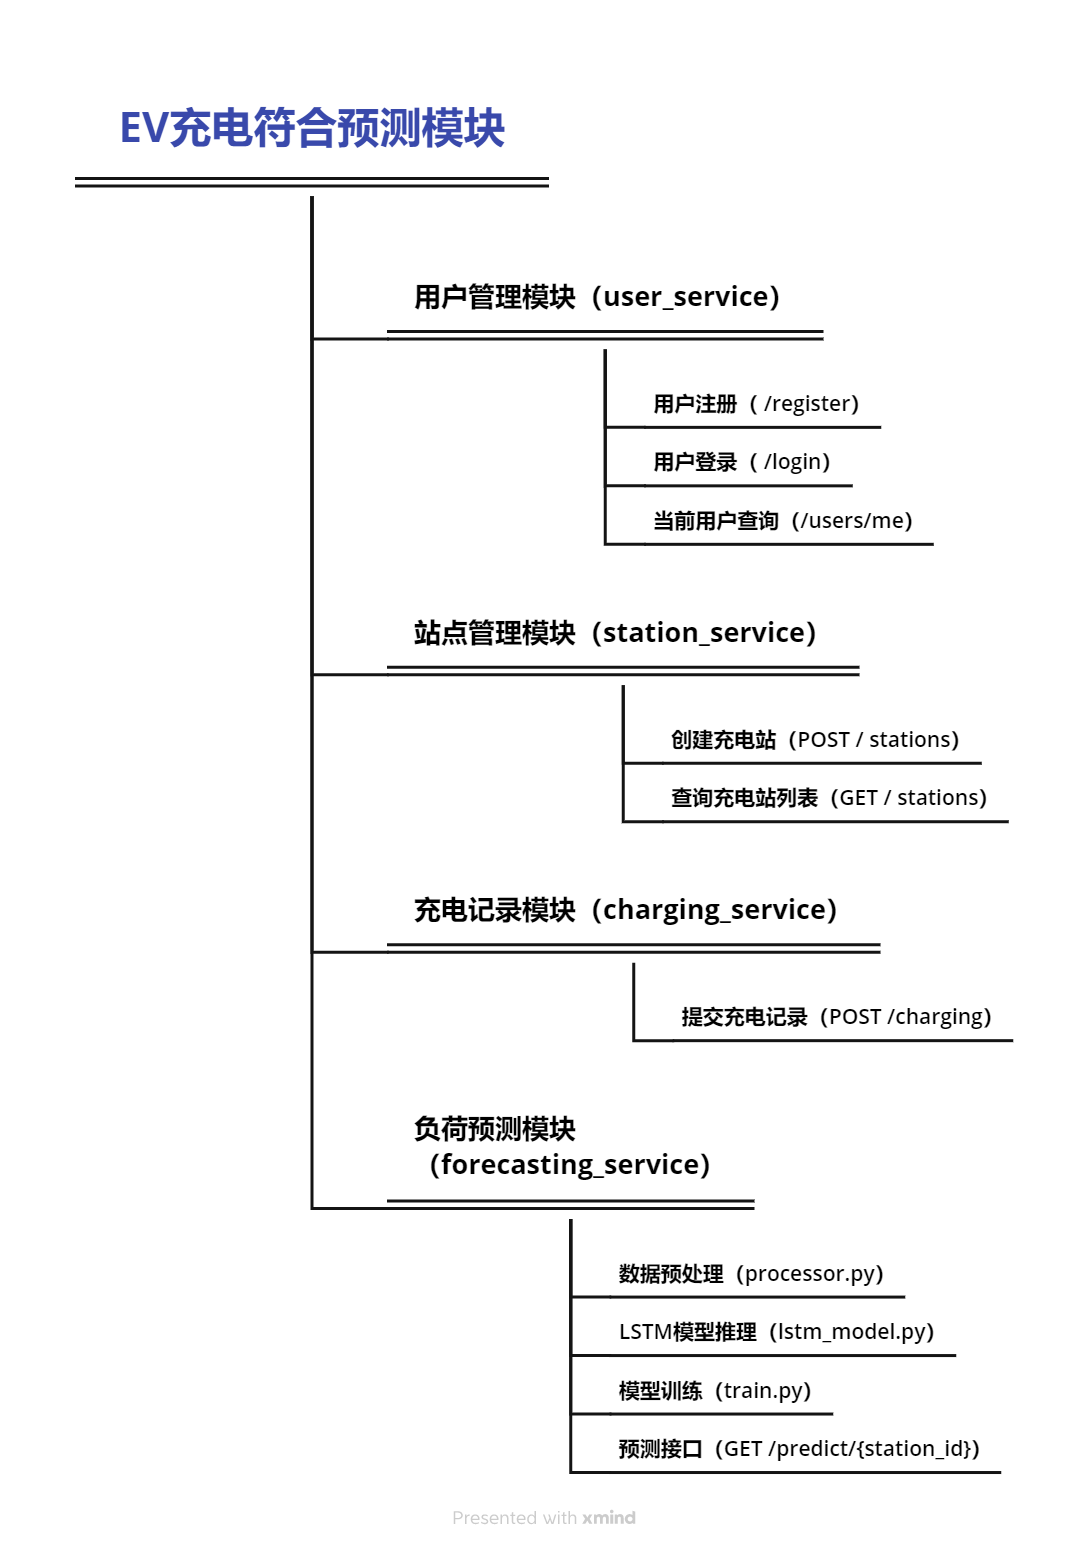 EV充电符合预测模块
用户管理模块（user_service）
用户注册（ /register）
用户登录（ /login）
当前用户查询（/users/me）
站点管理模块（station_service）
创建充电站（POST / stations）
查询充电站列表（GET / stations）
充电记录模块（charging_service）
提交充电记录（POST /charging）
负荷预测模块
（forecasting_service）
数据预处理（processor.py）
LSTM模型推理（lstm_model.py）
模型训练（train.py）
预测接口（GET /predict/{station_id}）
Presented with xmind